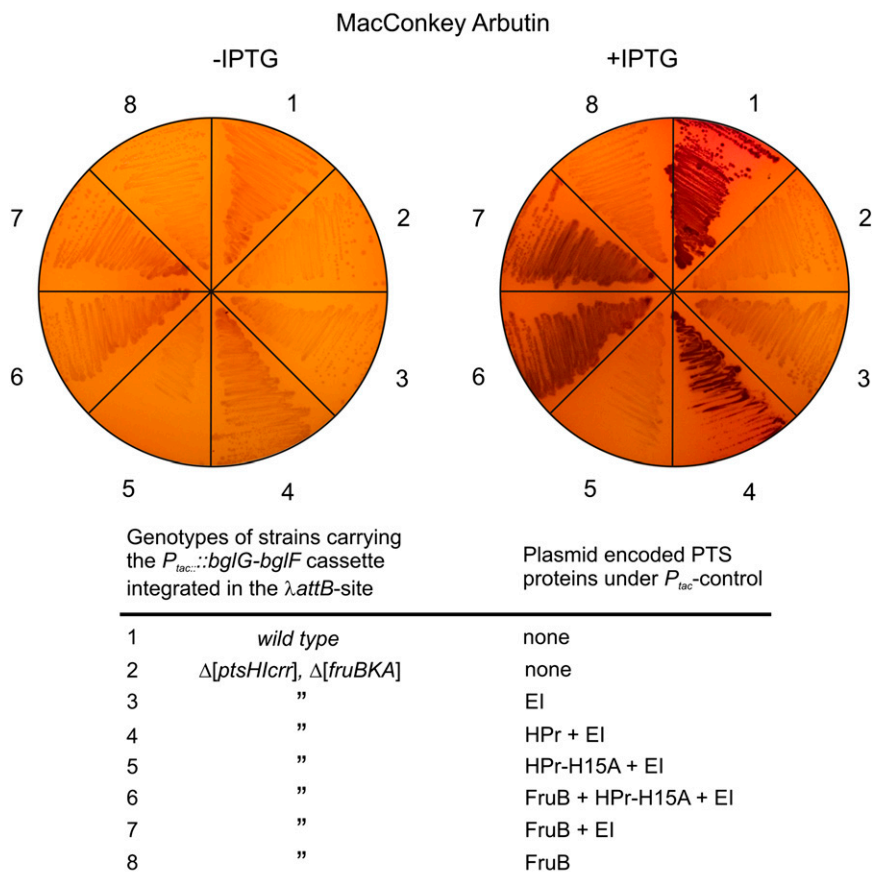 MacConkey Arbutin
-IPTG +IPTG
8 1 8 1
7 2 7 2
6 3 6 3
5 4 5 4
Genotypes of strains carrying
the Ptac::::bglG-bglF cassette
integrated in the λattB-site
Plasmid encoded PTS
proteins under Ptac-control
1 wild type none
2 Δ[ptsHIcrr], Δ[fruBKA] none
3 ” EI
4 ” HPr + EI
5 ” HPr-H15A + EI
6 ” FruB + HPr-H15A + EI
7 ” FruB + EI
8 ” FruB